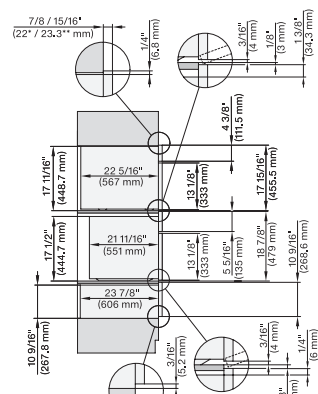 7/8 / 15/16"
(22* / 23.3** mm)
1/4"
(6.8 mm)
3/16"
(4 mm)
1/8"
(3 mm)
1 3/8"
(34.3 mm)
4 3/8"
(111.5 mm)
17 11/16"
(448.7 mm)
22 5/16"
(567 mm)
13 1/8"
(333 mm)
17 15/16"
(455.5 mm)
17 1/2"
(444.7 mm)
21 11/16"
(551 mm)
13 1/8"
(333 mm)
5 5/16"
(135 mm)
18 7/8"
(479 mm)
10 9/16"
(268.6 mm)
23 7/8"
(606 mm)
10 9/16"
(267.8 mm)
3/16"
(5.2 mm)
3/16"
(4 mm)
1/4"
(6 mm)